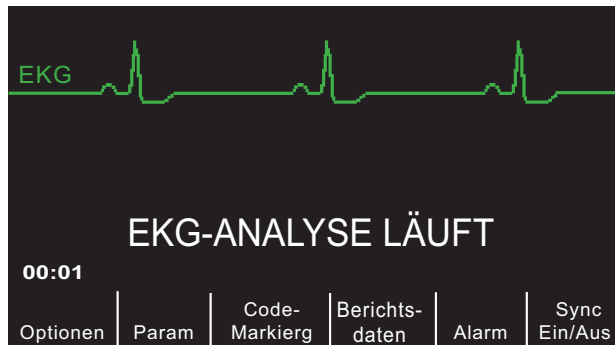 EKG
EKG-ANALYSE LÄUFT
00:01
Optionen
Param
Code-
Markierg
Berichts-
daten
Alarm
Sync
Ein/Aus